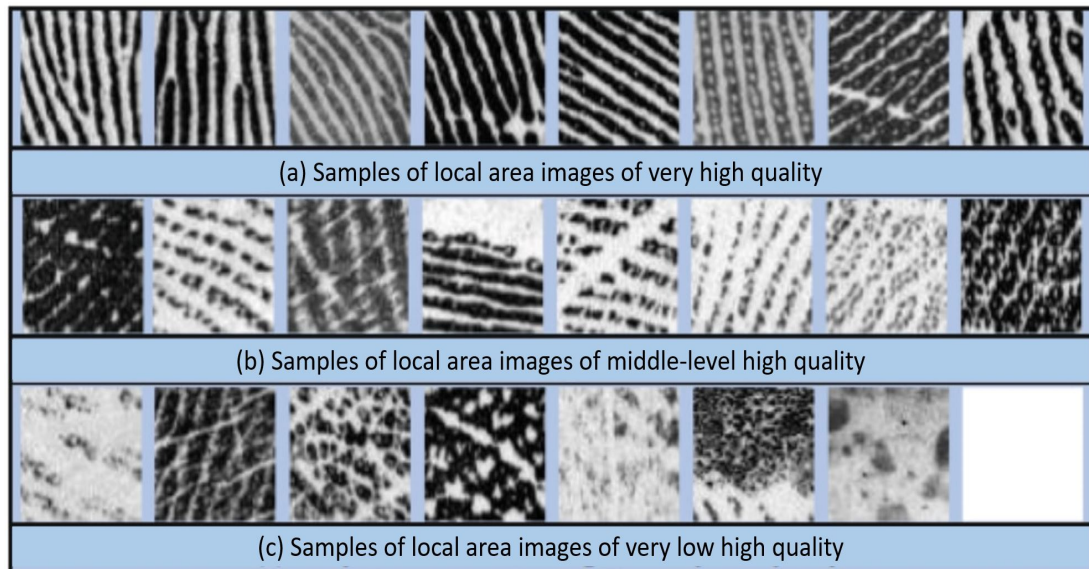 (a) Samples of local area images of very high quality
(b) Samples of local area images of middle-level high quality
(c) Samples of local area images of very low high quality